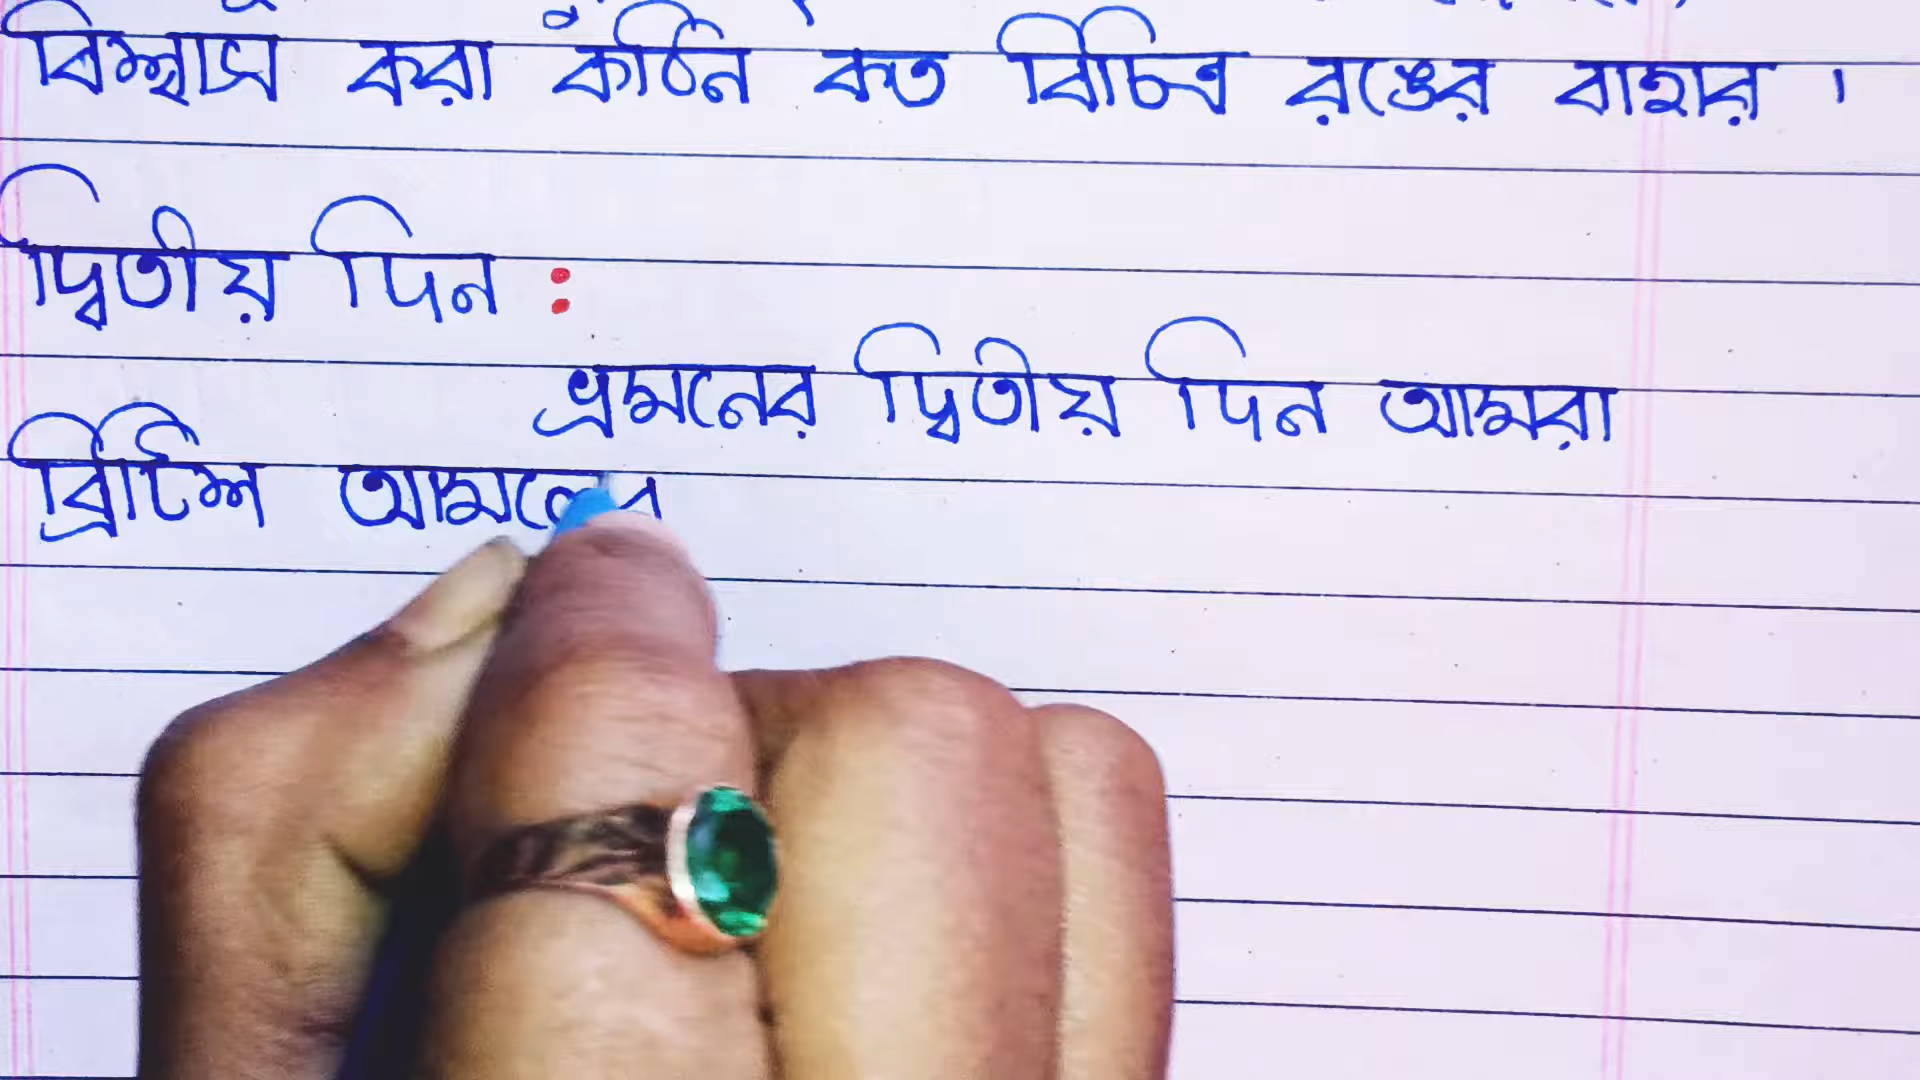 বিশ্বাস করা কঠিন কত বিচিত্র রঙের বাহার ।
দ্বিতীয় দিন :
ভ্রমনের দ্বিতীয় দিন আমরা
ব্রিটিশ